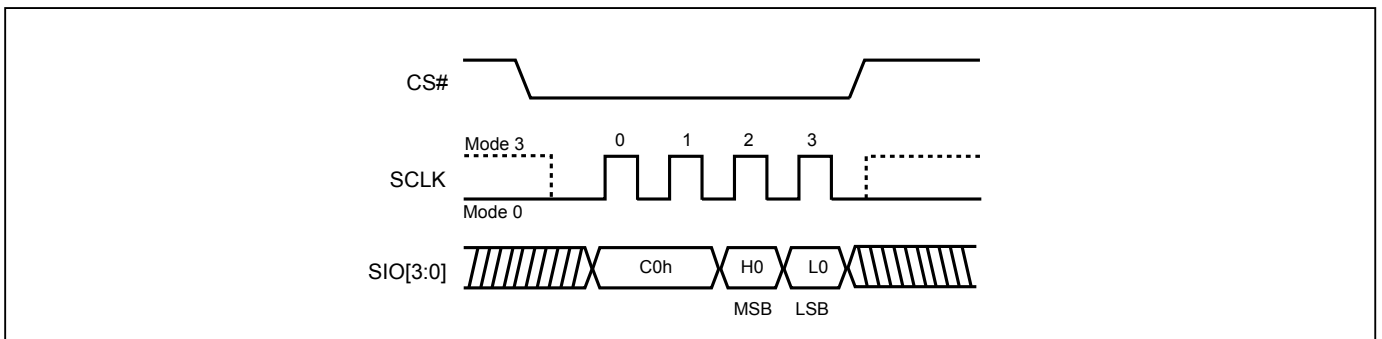 CS#
Mode 3 0 1 2 3
SCLK
Mode 0
SIO[3:0] C0h H0 L0
MSB LSB